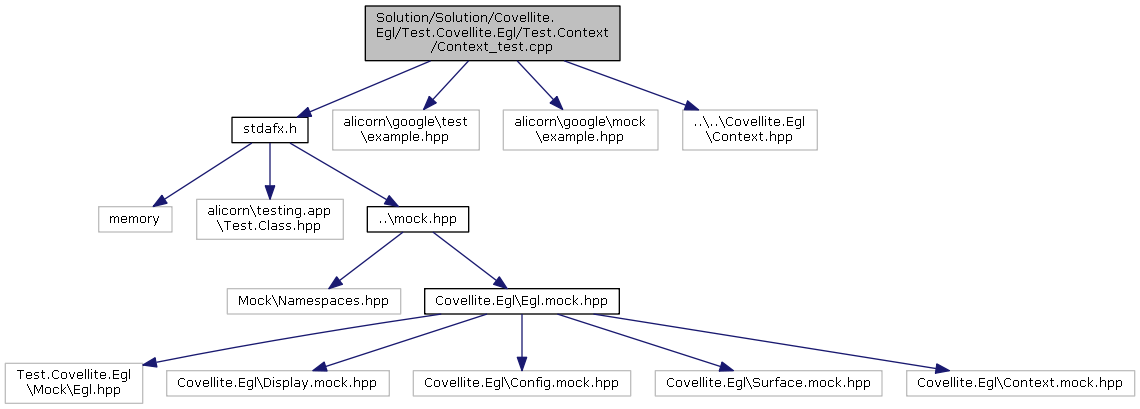 Solution/Solution/Covellite.
Egl/Test.Covellite.Egl/Test.Context
/Context_test.cpp
stdafx.h
alicorn\google\test
\example.hpp
alicorn\google\mock
\example.hpp
..\..\Covellite.Egl
\Context.hpp
memory
alicorn\testing.app
\Test.Class.hpp
..\mock.hpp
Mock\Namespaces.hpp
Covellite.Egl\Egl.mock.hpp
Test.Covellite.Egl
\Mock\Egl.hpp
Covellite.Egl\Display.mock.hpp
Covellite.Egl\Config.mock.hpp
Covellite.Egl\Surface.mock.hpp
Covellite.Egl\Context.mock.hpp